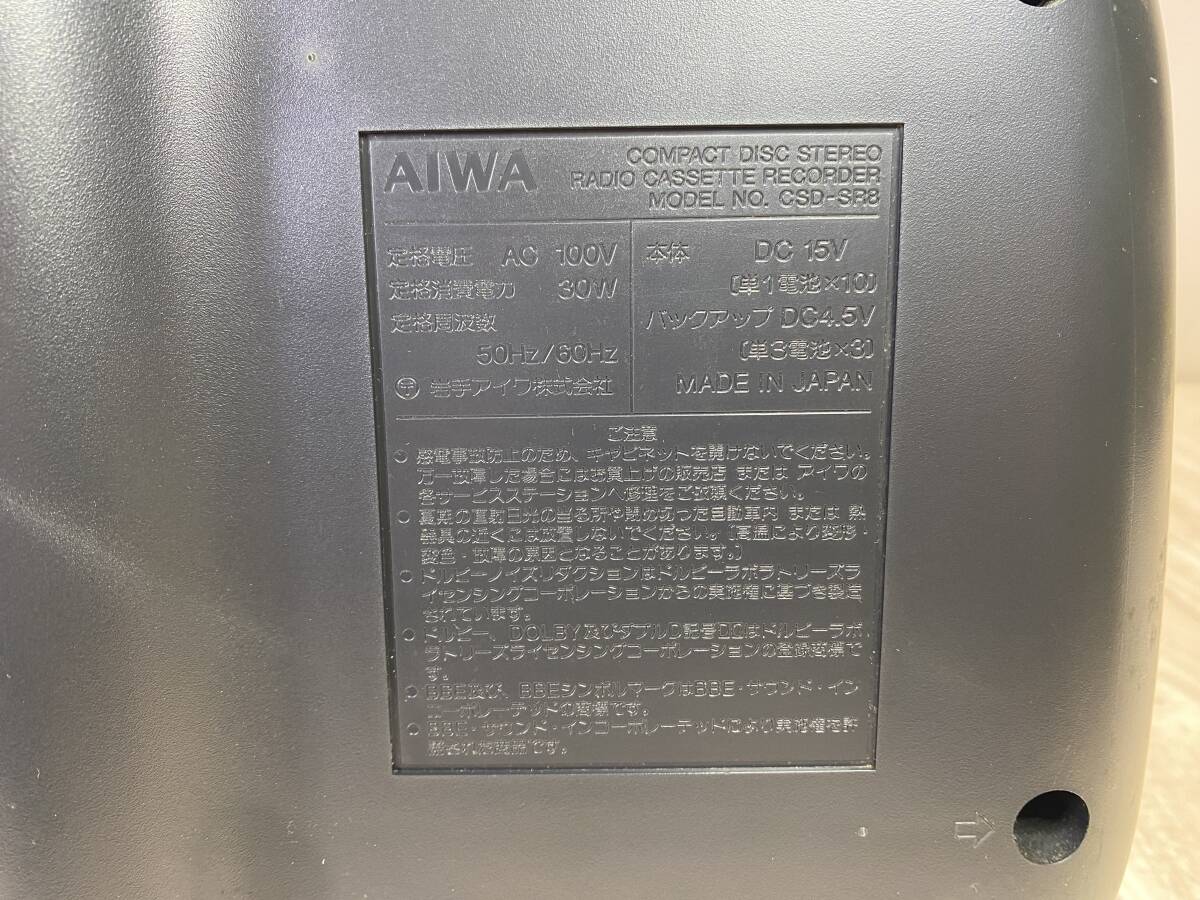 AIWA
COMPACT DISC STEREO
RADIO CASSETTE RECORDER
MODEL NO. CSD-SR8
定格電圧 AC 100V
定格消費電力 30W
定格周波数
50Hz/60Hz
〒 岩手アイワ株式会社
本体 DC 15V
(単1電池×10)
バックアップ DC4.5V
(単3電池×3)
MADE IN JAPAN
ご注意
○ 感電事故防止のため、キャビネットを開けないでください。
万一故障した場合にはお買上げの販売店 または アイワの
各サービスステーションへ修理をご依頼ください。
○ 夏期の直射日光の当る所や閉め切った自動車内 または 熱
器具の近くには放置しないでください。(高温により変形・
変色・故障の原因となることがあります。)
○ ドルビーノイズリダクションはドルビーラボラトリーズラ
イセンシングコーポレーションからの実施権に基づき製造
されています。
○ ドルビー、DOLBY及びダブルD記号DDはドルビーラボ
ラトリーズライセンシングコーポレーションの登録商標で
す。
○ BBE及び、BBEシンボルマークはBBE・サウンド・イン
コーポレーテッドの商標です。
○ BBE・サウンド・インコーポレーテッドにより実施権を許
諾された商品です。